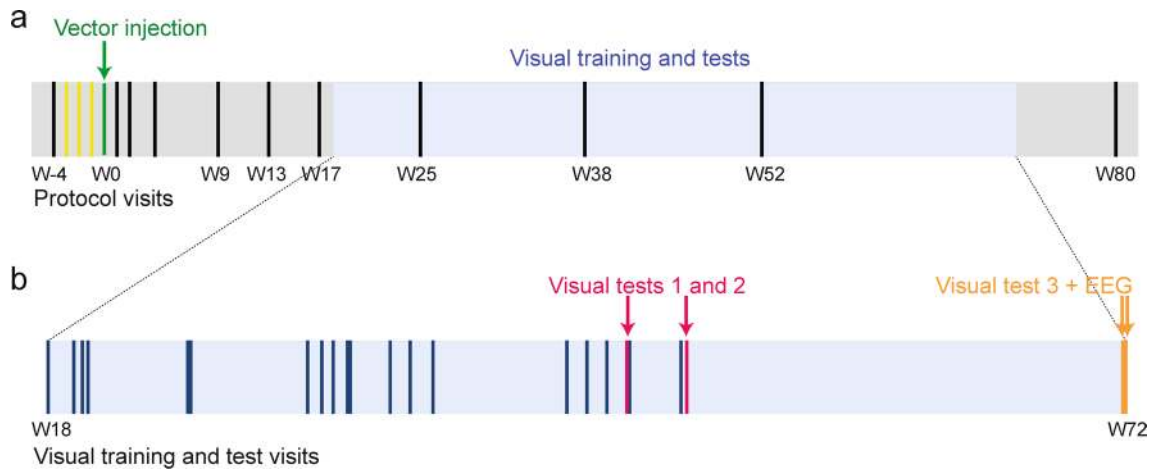 a
Vector injection
Visual training and tests
W-4 W0 W9 W13 W17 W25 W38 W52 W80
Protocol visits
b
Visual tests 1 and 2 Visual test 3 + EEG
W18 W72
Visual training and test visits